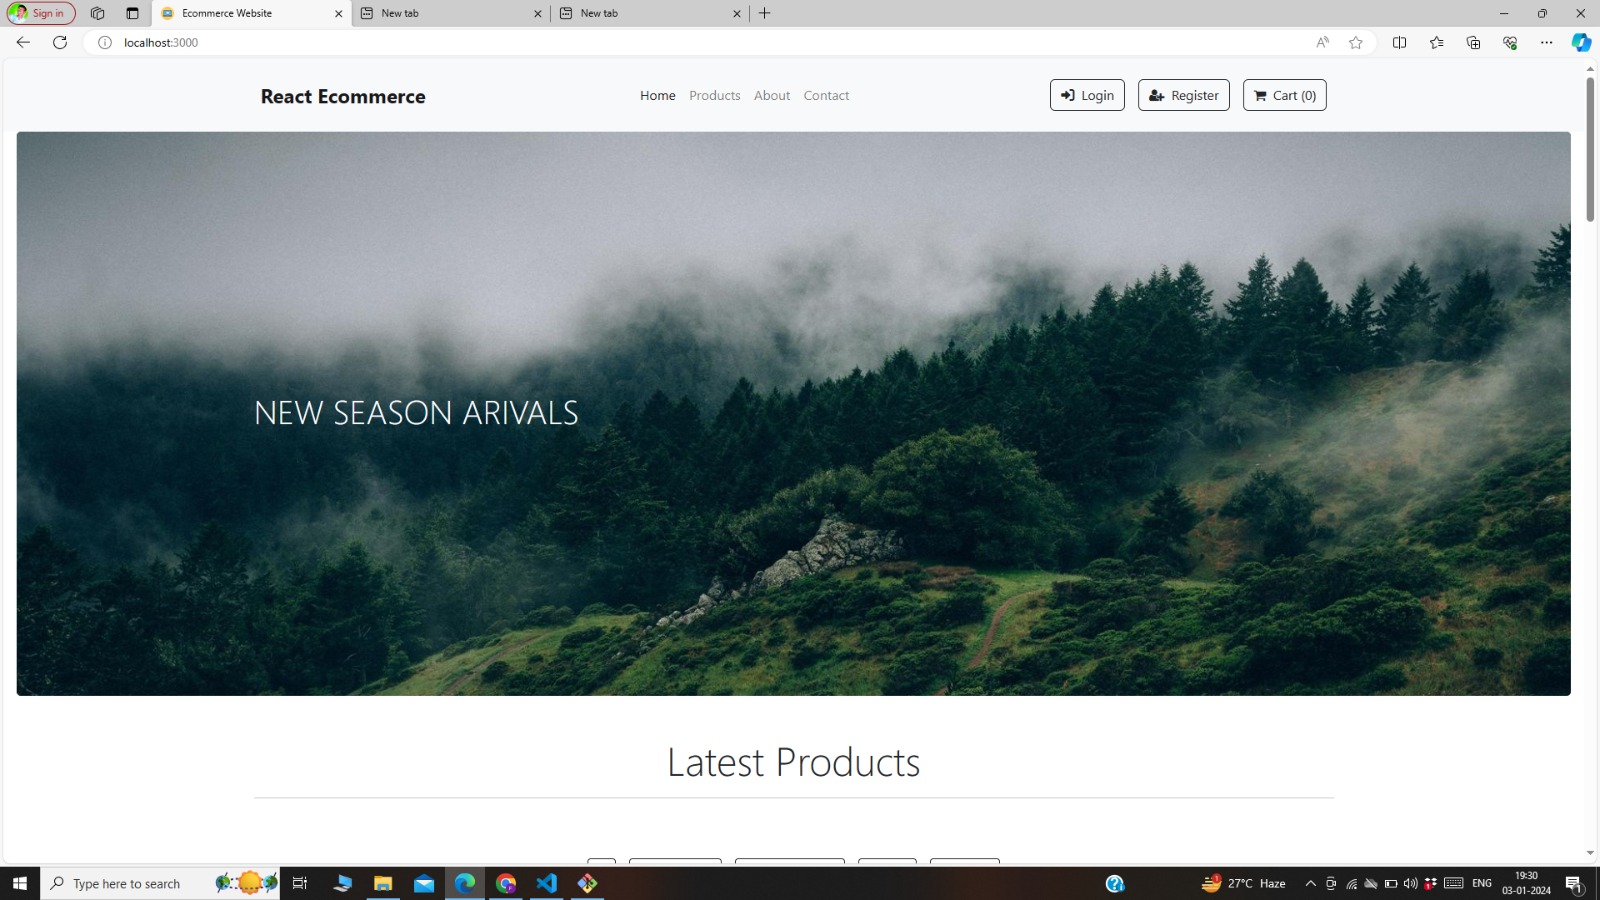 Sign in
Ecommerce Website
New tab
New tab
localhost:3000
React Ecommerce
Home Products About Contact
Login Register Cart (0)
NEW SEASON ARIVALS
Latest Products
Type here to search
27°C Haze
ENG
19:30
03-01-2024
1